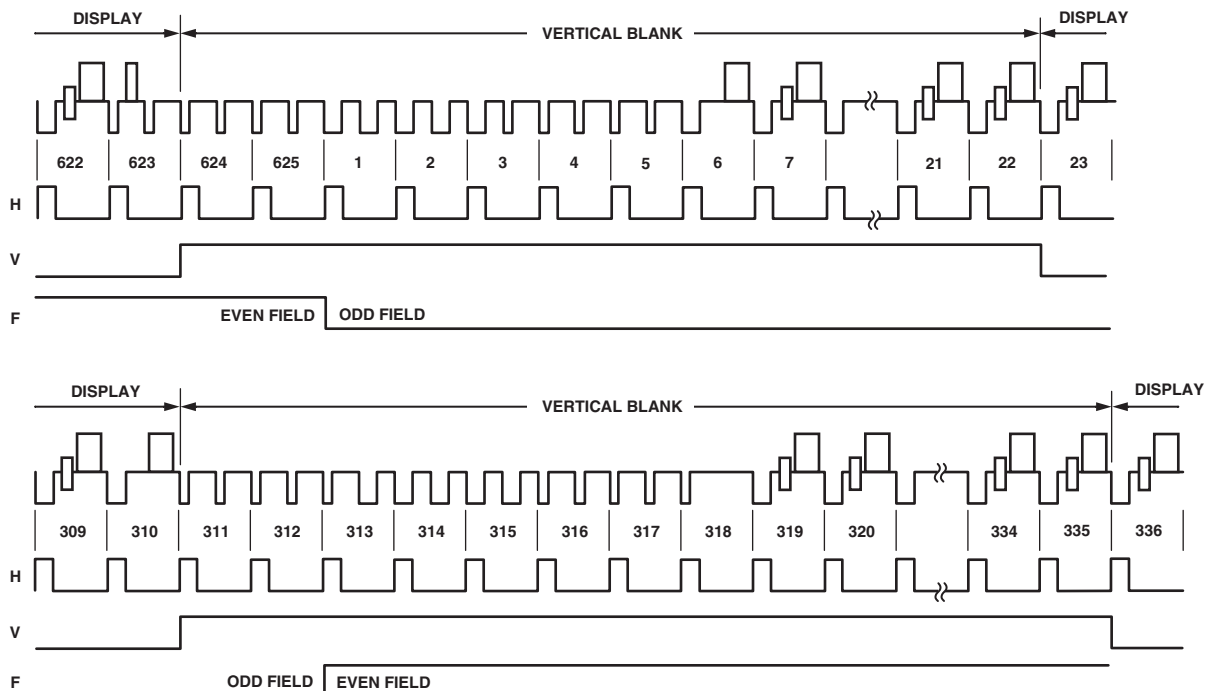 DISPLAY VERTICAL BLANK DISPLAY
622 623 624 625 1 2 3 4 5 6 7 21 22 23
H
V
F EVEN FIELD ODD FIELD
DISPLAY VERTICAL BLANK DISPLAY
309 310 311 312 313 314 315 316 317 318 319 320 334 335 336
H
V
F ODD FIELD EVEN FIELD